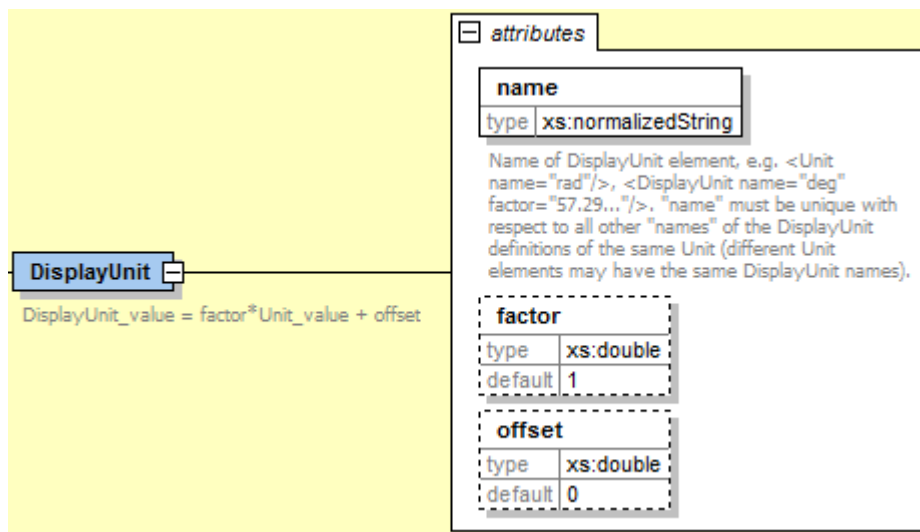 attributes
name
type xs:normalizedString
Name of DisplayUnit element, e.g. <Unit
name="rad"/>, <DisplayUnit name="deg"
factor="57.29..."/>. "name" must be unique with
respect to all other "names" of the DisplayUnit
definitions of the same Unit (different Unit
elements may have the same DisplayUnit names).
DisplayUnit
DisplayUnit_value = factor*Unit_value + offset
factor
type xs:double
default 1
offset
type xs:double
default 0